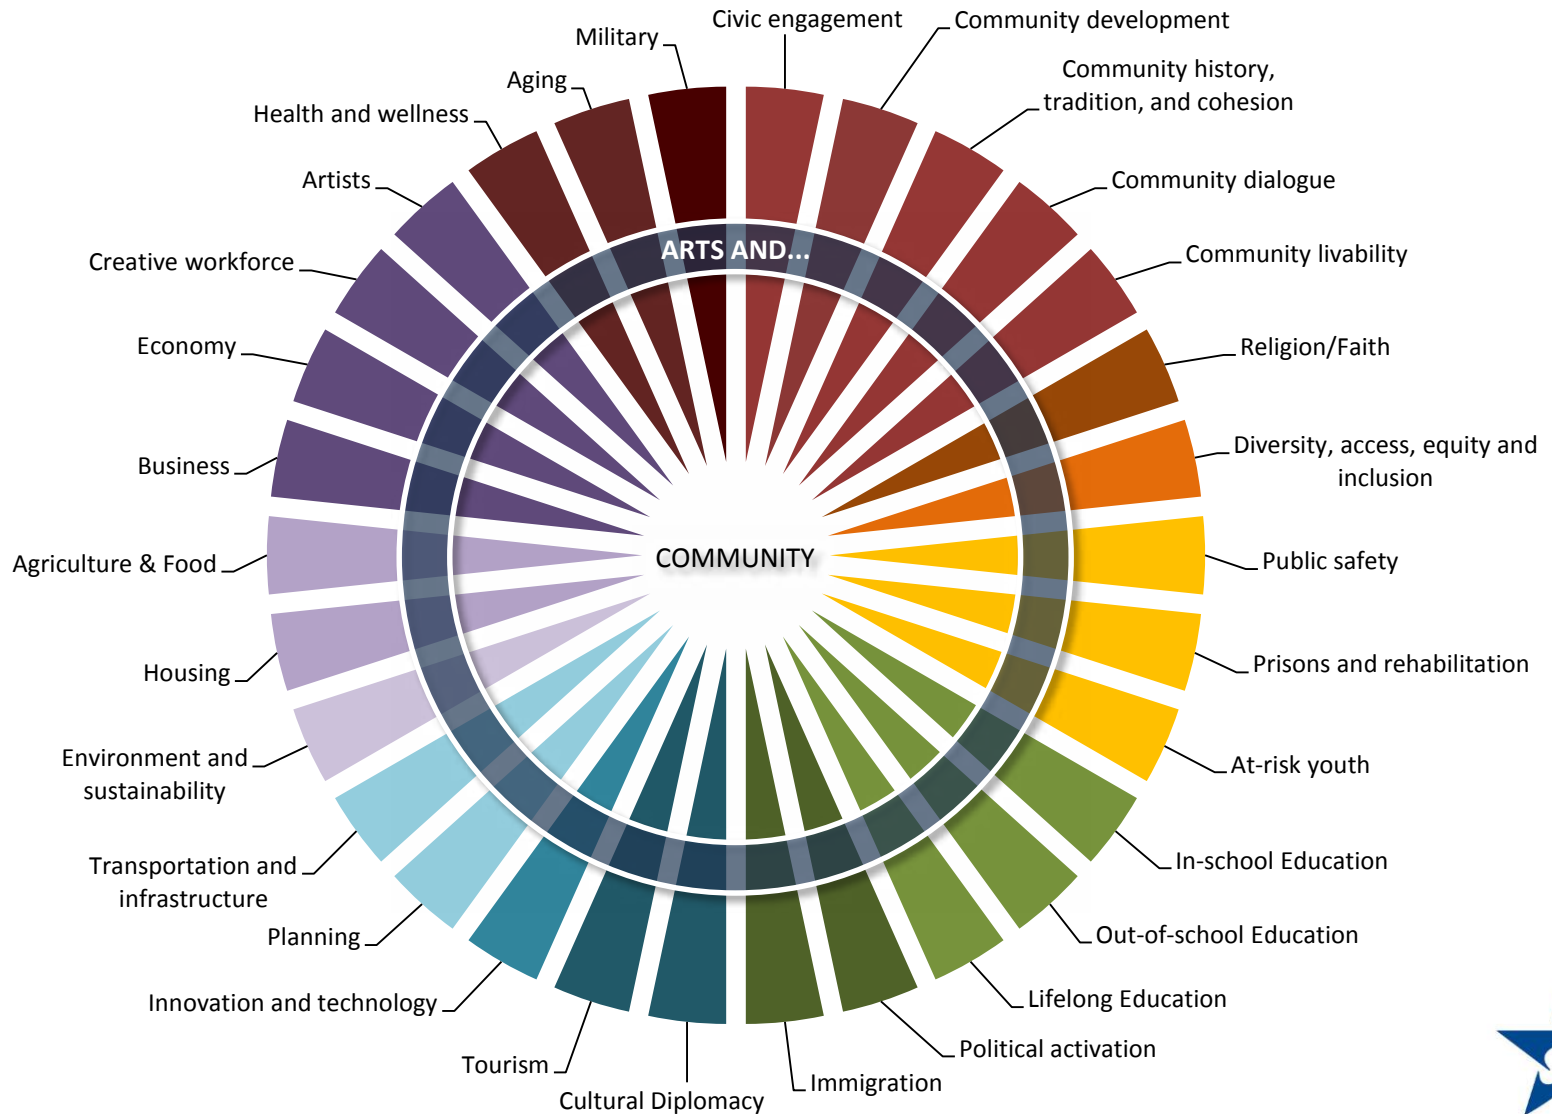 Civic engagement
Community development
Community history,
tradition, and cohesion
Community dialogue
Community livability
Religion/Faith
Diversity, access, equity and
inclusion
Public safety
Prisons and rehabilitation
At-risk youth
In-school Education
Out-of-school Education
Lifelong Education
Political activation
Immigration
Cultural Diplomacy
Tourism
Innovation and technology
Planning
Transportation and
infrastructure
Environment and
sustainability
Housing
Agriculture & Food
Business
Economy
Creative workforce
Artists
Health and wellness
Aging
Military
ARTS AND...
COMMUNITY